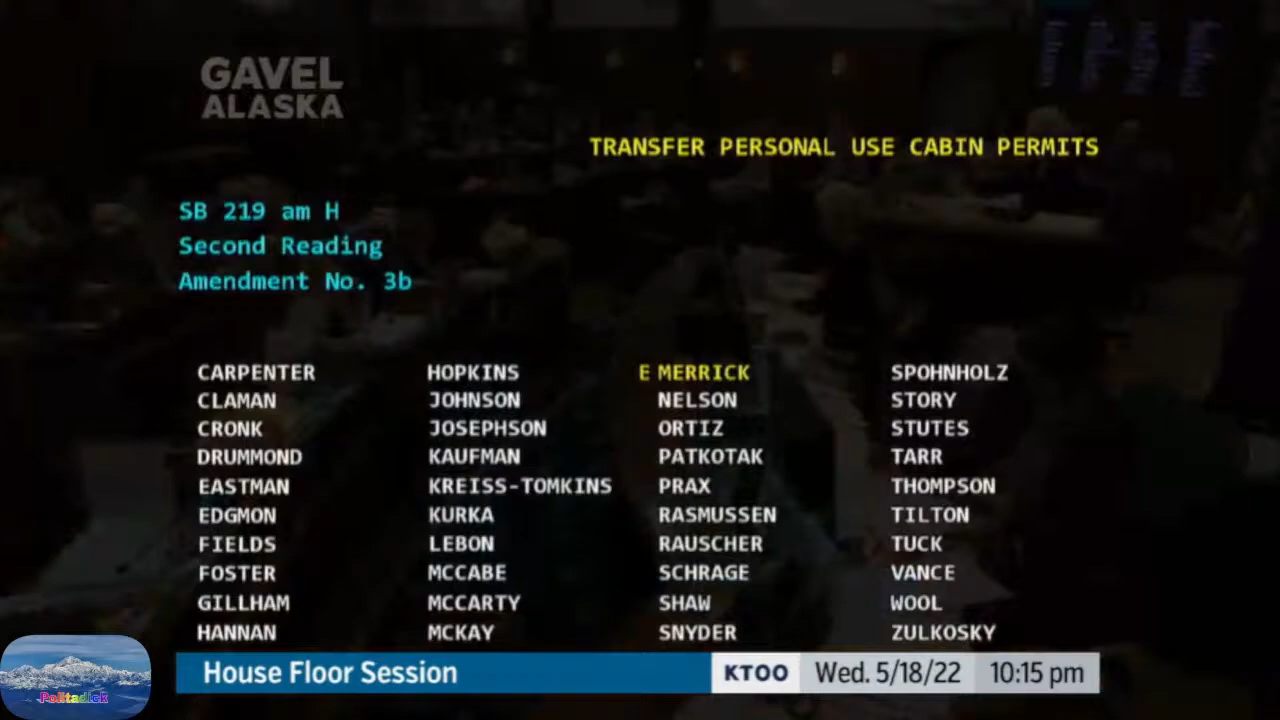 GAVEL
ALASKA
TRANSFER PERSONAL USE CABIN PERMITS
SB 219 am H
Second Reading
Amendment No. 3b
CARPENTER HOPKINS E MERRICK SPOHNHOLZ
CLAMAN JOHNSON NELSON STORY
CRONK JOSEPHSON ORTIZ STUTES
DRUMMOND KAUFMAN PATKOTAK TARR
EASTMAN KREISS-TOMKINS PRAX THOMPSON
EDGMON KURKA RASMUSSEN TILTON
FIELDS LEBON RAUSCHER TUCK
FOSTER MCCABE SCHRAGE VANCE
GILLHAM MCCARTY SHAW WOOL
HANNAN MCKAY SNYDER ZULKOSKY
House Floor Session KTOO Wed. 5/18/22 10:15 pm
Politadick